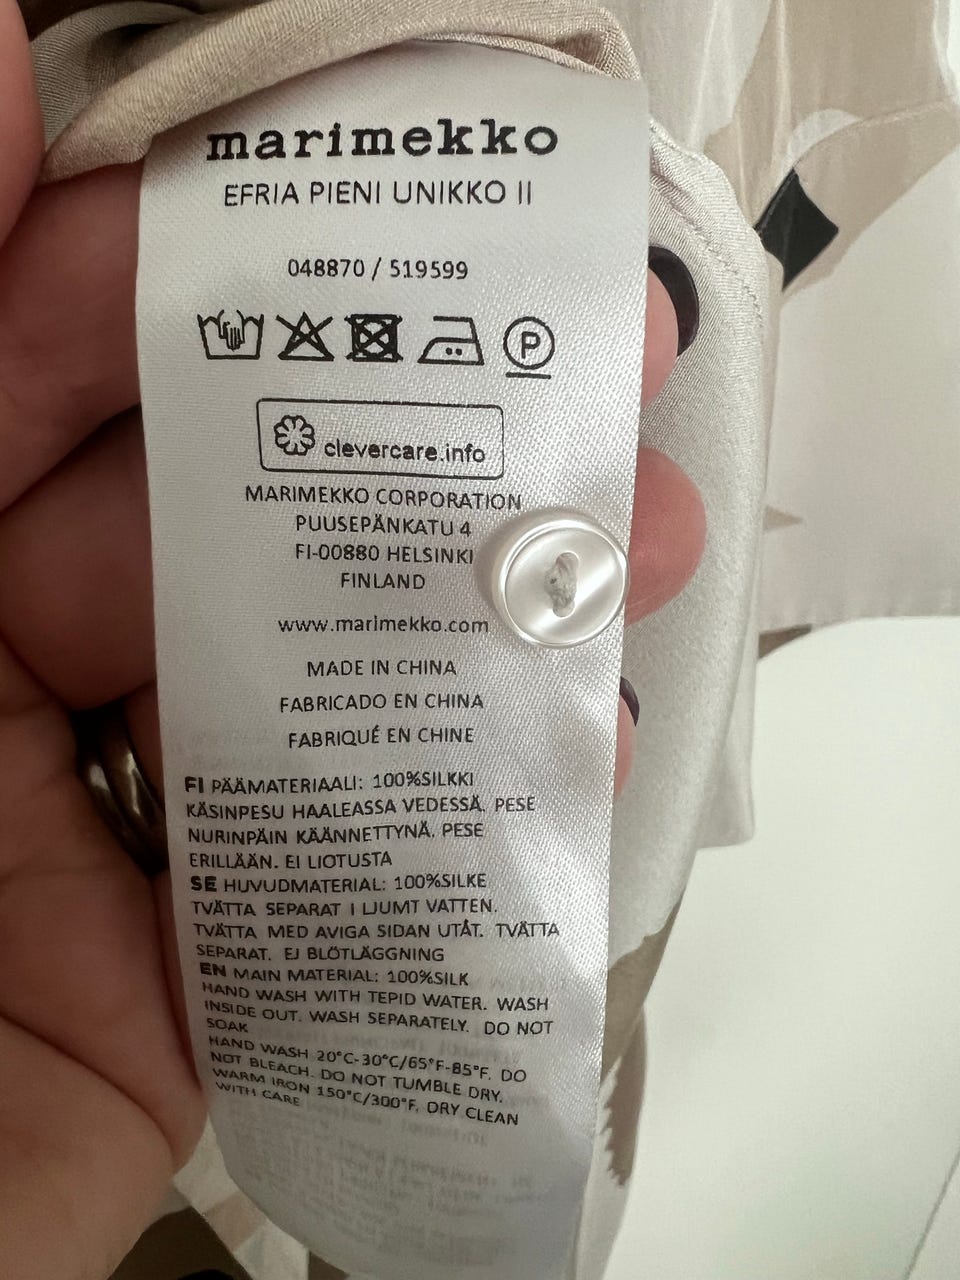 marimekko
EFRIA PIENI UNIKKO II
048870 / 519599
P
clevercare.info
MARIMEKKO CORPORATION
PUUSEPÄNKATU 4
FI-00880 HELSINKI
FINLAND
www.marimekko.com
MADE IN CHINA
FABRICADO EN CHINA
FABRIQUÉ EN CHINE
FI PÄÄMATERIAALI: 100%SILKKI
KÄSINPESU HAALEASSA VEDESSÄ. PESE
NURINPÄIN KÄÄNNETTYNÄ. PESE
ERILLÄÄN. EI LIOTUSTA
SE HUVUDMATERIAL: 100%SILKE
TVÄTTA SEPARAT I LJUMT VATTEN.
TVÄTTA MED AVIGA SIDAN UTÅT. TVÄTTA
SEPARAT. EJ BLÖTLÄGGNING
EN MAIN MATERIAL: 100%SILK
HAND WASH WITH TEPID WATER. WASH
INSIDE OUT. WASH SEPARATELY. DO NOT
SOAK
HAND WASH 20°C-30°C/65°F-85°F. DO
NOT BLEACH. DO NOT TUMBLE DRY.
WARM IRON 150°C/300°F. DRY CLEAN
WITH CARE